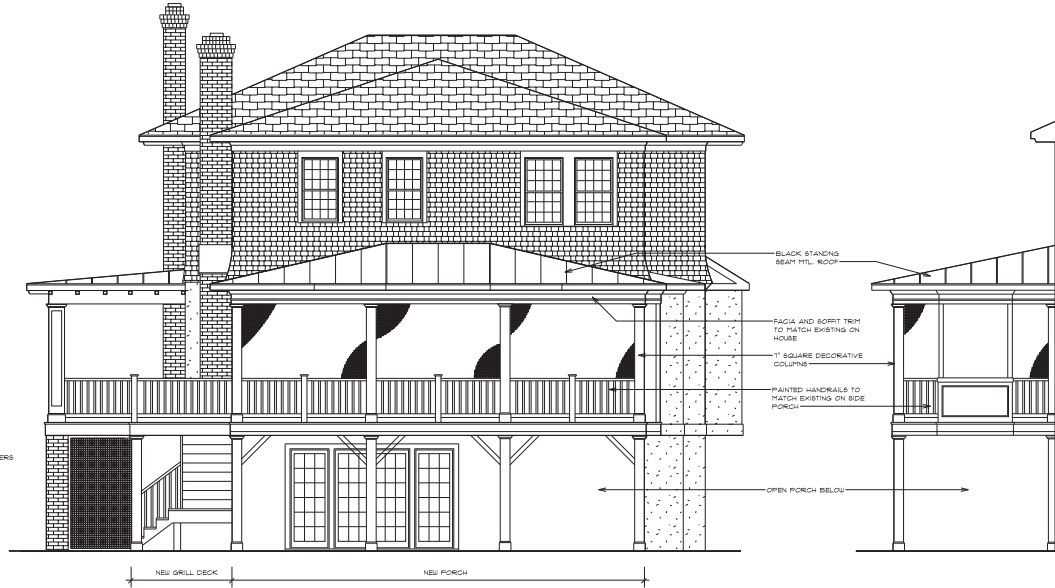 BLACK STANDING
SEAM MTL. ROOF
FACIA AND SOFFIT TRIM
TO MATCH EXISTING ON
HOUSE
7" SQUARE DECORATIVE
COLUMNS
PAINTED HANDRAILS TO
MATCH EXISTING ON SIDE
PORCH
ERS
OPEN PORCH BELOW
NEW GRILL DECK
NEW PORCH